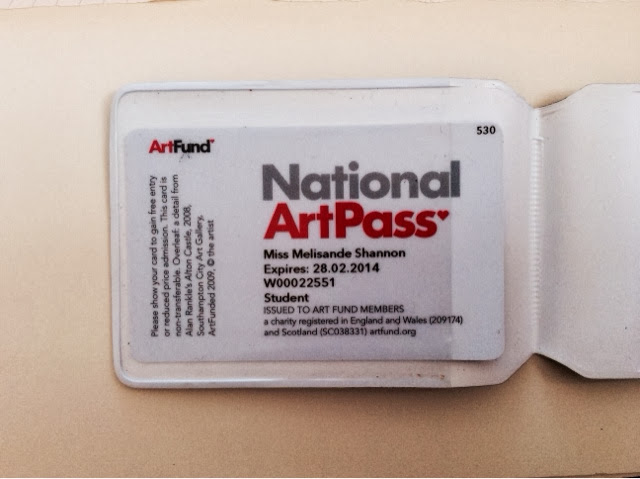 530
ArtFund
National
ArtPass
Miss Melisande Shannon
Expires: 28.02.2014
W00022551
Student
ISSUED TO ART FUND MEMBERS
a charity registered in England and Wales (209174)
and Scotland (SC038331) artfund.org
Please show your card to gain free entry
or reduced price admission. This card is
non-transferable. Overleaf: a detail from
Alan Rankle's Alton Castle, 2008,
Southampton City Art Gallery,
ArtFunded 2009, © the artist